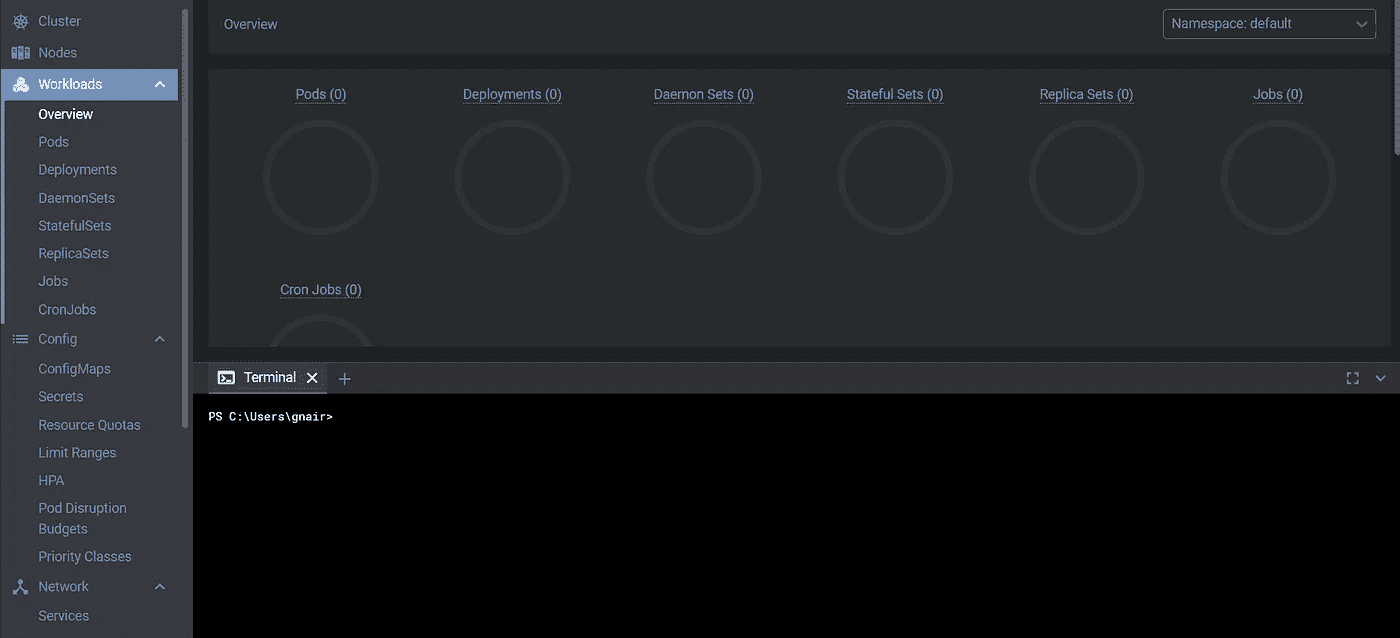 Cluster
Nodes
Workloads
Overview
Pods
Deployments
DaemonSets
StatefulSets
ReplicaSets
Jobs
CronJobs
Config
ConfigMaps
Secrets
Resource Quotas
Limit Ranges
HPA
Pod Disruption
Budgets
Priority Classes
Network
Services
Overview
Namespace: default
Pods (0)
Deployments (0)
Daemon Sets (0)
Stateful Sets (0)
Replica Sets (0)
Jobs (0)
Cron Jobs (0)
Terminal
PS C:\Users\gnair>